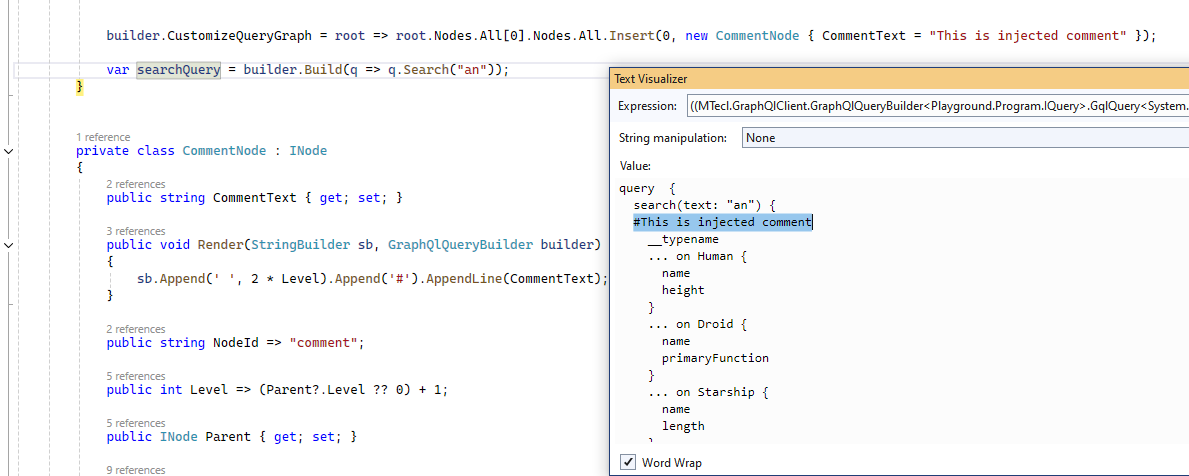 builder.CustomizeQueryGraph = root => root.Nodes.All[0].Nodes.All.Insert(0, new CommentNode { CommentText = "This is injected comment" });
var searchQuery = builder.Build(q => q.Search("an"));
}
1 reference
private class CommentNode : INode
{
2 references
public string CommentText { get; set; }
3 references
public void Render(StringBuilder sb, GraphQlQueryBuilder builder)
{
sb.Append(' ', 2 * Level).Append('#').AppendLine(CommentText);
}
2 references
public string NodeId => "comment";
5 references
public int Level => (Parent?.Level ?? 0) + 1;
5 references
public INode Parent { get; set; }
9 references
Text Visualizer
Expression: ((MTecl.GraphQlClient.GraphQlQueryBuilder<Playground.Program.IQuery>.GqlQuery<System.
String manipulation: None
Value:
query  {
  search(text: "an") {
  #This is injected comment
    __typename
    ... on Human {
      name
      height
    }
    ... on Droid {
      name
      primaryFunction
    }
    ... on Starship {
      name
      length
    }
Word Wrap